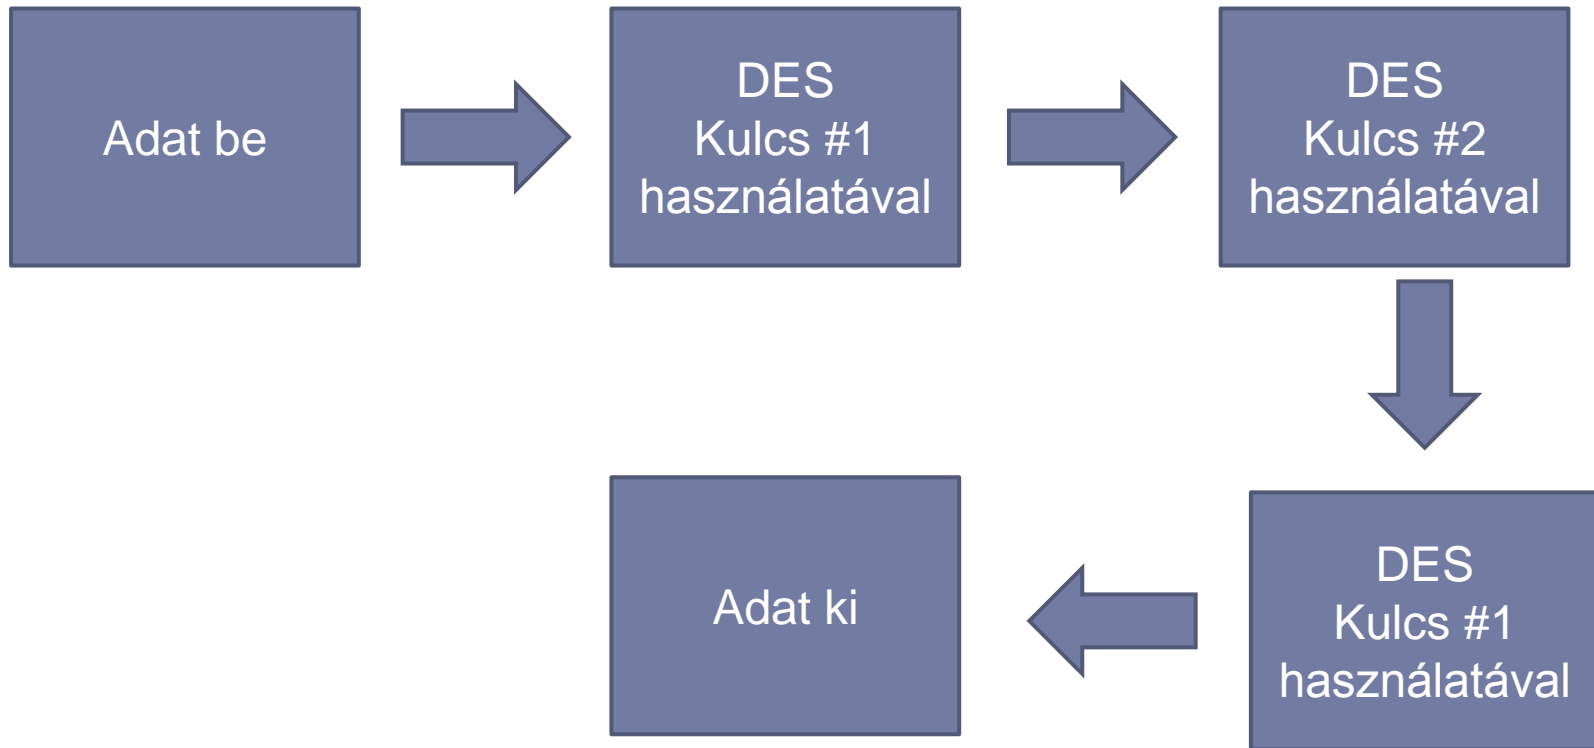 Adat be
DES
Kulcs #1
használatával
DES
Kulcs #2
használatával
DES
Kulcs #1
használatával
Adat ki